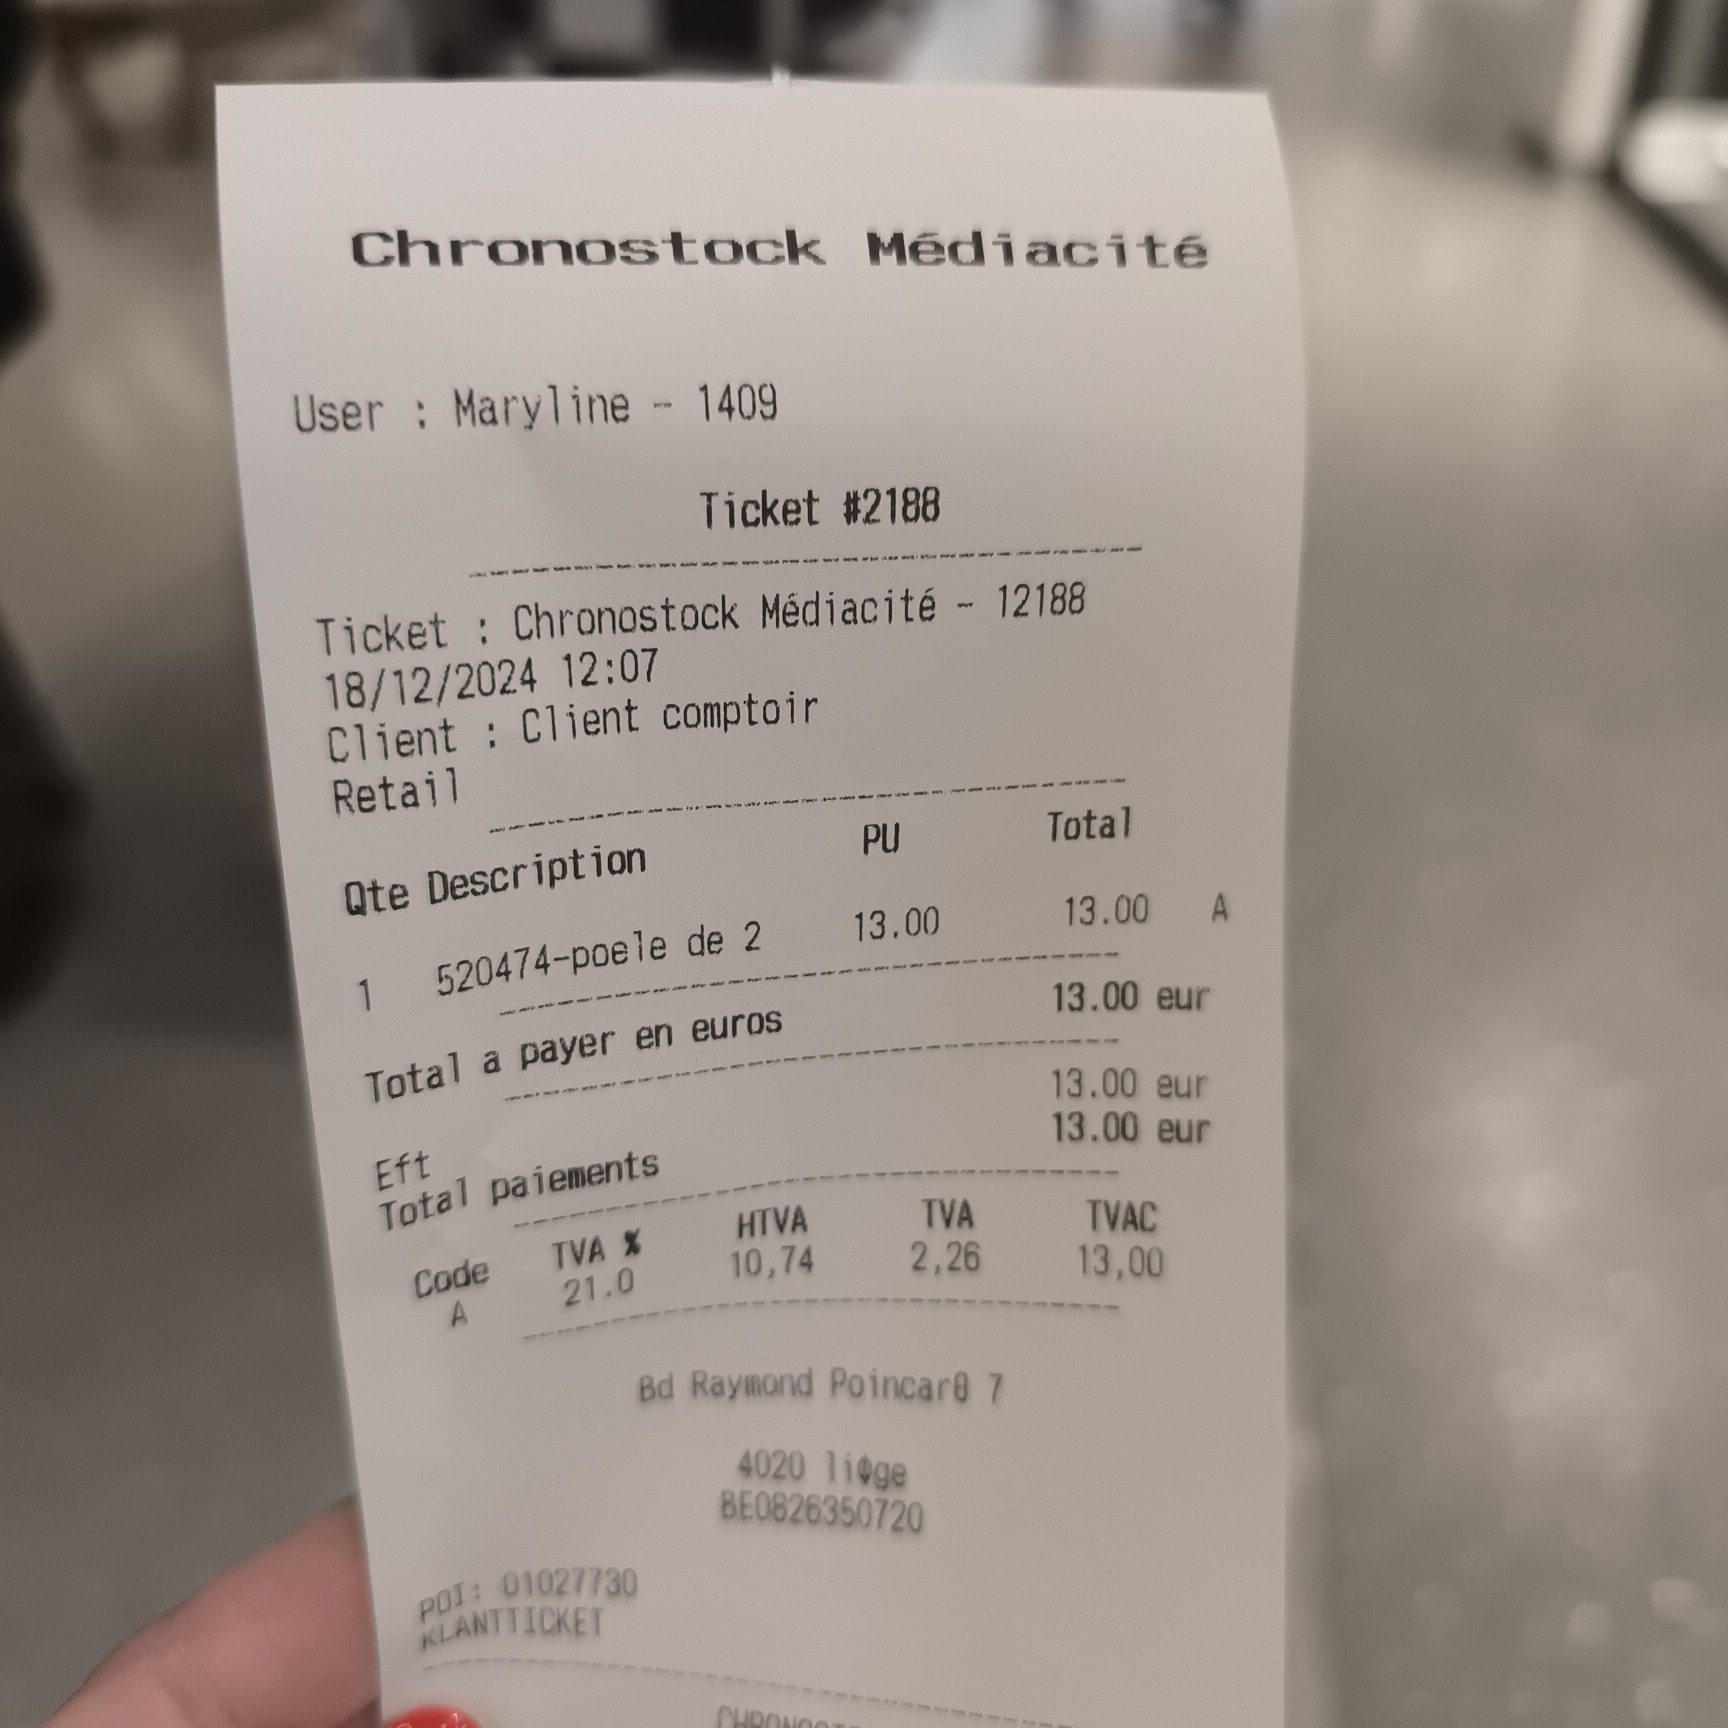 Chronostock Médiacité
User : Maryline - 1409
Ticket #2188
Ticket : Chronostock Médiacité - 12188
18/12/2024 12:07
Client : Client comptoir
Retail
Qte Description PU Total
1 520474-poele de 2 13.00 13.00 A
Total a payer en euros 13.00 eur
Eft 13.00 eur
Total paiements 13.00 eur
Code TVA % HTVA TVA TVAC
A 21.0 10,74 2,26 13,00
Bd Raymond Poincar0 7
4020 liΦge
BE0826350720
POI: 01027730
KLANTTICKET